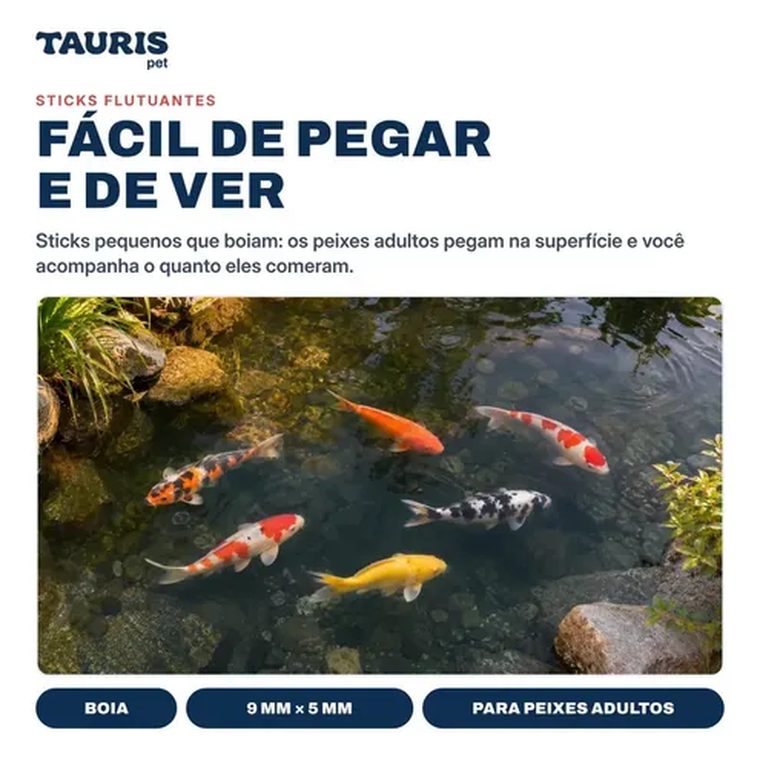 TAURIS
pet
STICKS FLUTUANTES
FÁCIL DE PEGAR
E DE VER
Sticks pequenos que boiam: os peixes adultos pegam na superfície e você
acompanha o quanto eles comeram.
BOIA
9 MM × 5 MM
PARA PEIXES ADULTOS